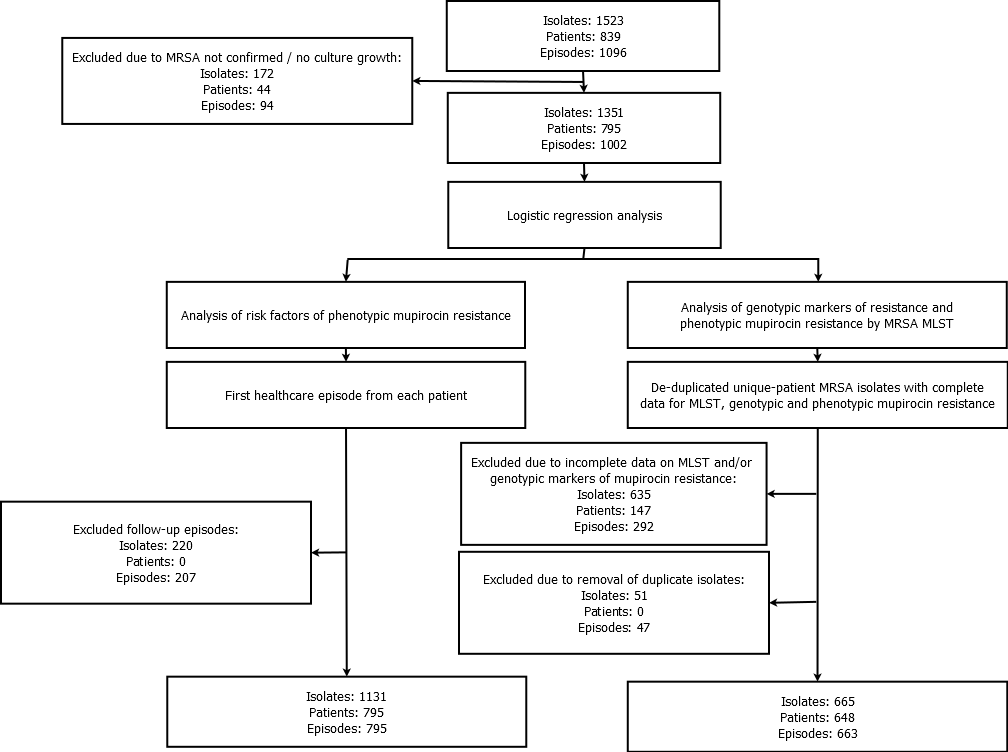 Isolates: 1523
Patients: 839
Episodes: 1096
Excluded due to MRSA not confirmed / no culture growth:
Isolates: 172
Patients: 44
Episodes: 94
Isolates: 1351
Patients: 795
Episodes: 1002
Logistic regression analysis
Analysis of risk factors of phenotypic mupirocin resistance
Analysis of genotypic markers of resistance and
phenotypic mupirocin resistance by MRSA MLST
First healthcare episode from each patient
De-duplicated unique-patient MRSA isolates with complete
data for MLST, genotypic and phenotypic mupirocin resistance
Excluded due to incomplete data on MLST and/or
genotypic markers of mupirocin resistance:
Isolates: 635
Patients: 147
Episodes: 292
Excluded follow-up episodes:
Isolates: 220
Patients: 0
Episodes: 207
Excluded due to removal of duplicate isolates:
Isolates: 51
Patients: 0
Episodes: 47
Isolates: 1131
Patients: 795
Episodes: 795
Isolates: 665
Patients: 648
Episodes: 663